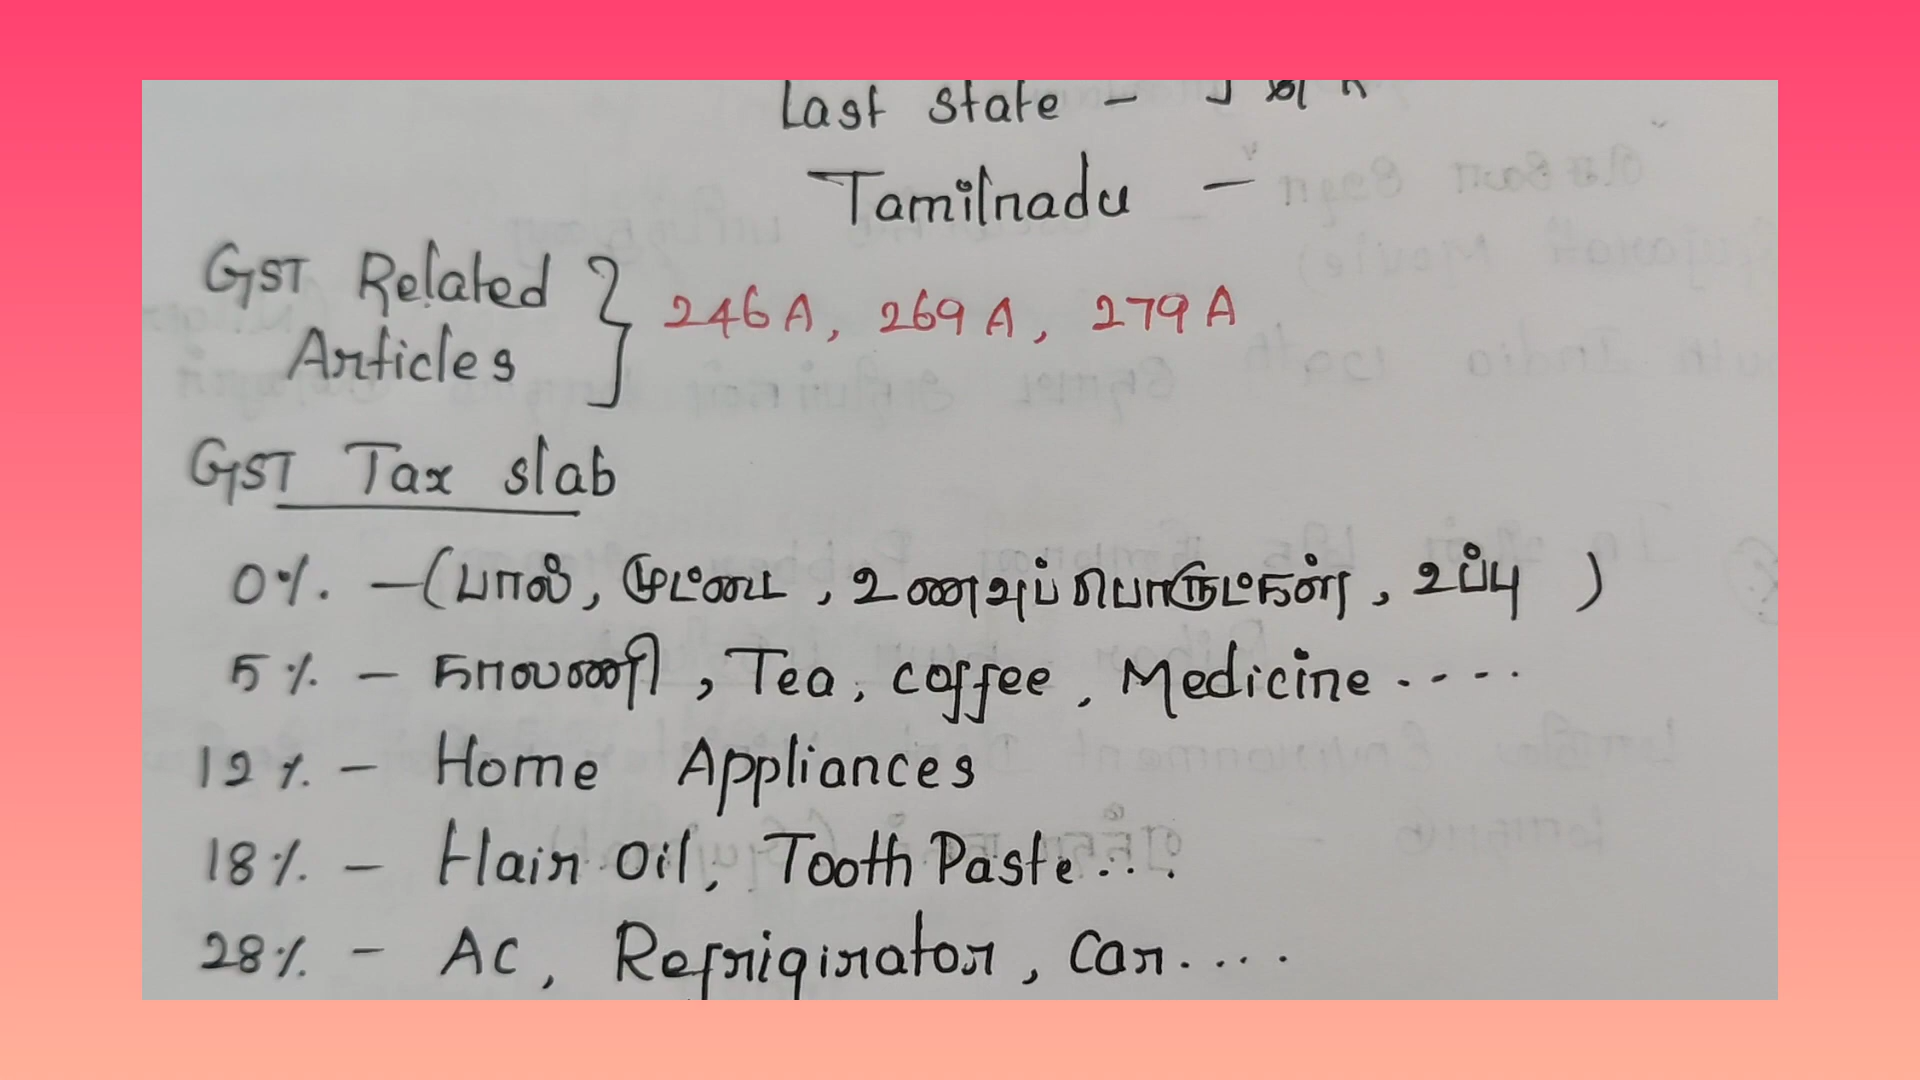 Last State -
Tamilnadu -
GST Related
Articles } 246A, 269A, 279A
GST Tax slab
0% - (பால், முட்டை, உணவுப்பொருட்கள், உப்பு )
5% - காலணி, Tea, coffee, Medicine ....
12% - Home Appliances
18% - Hair oil, Tooth Paste ...
28% - AC, Refrigirator, Car ....